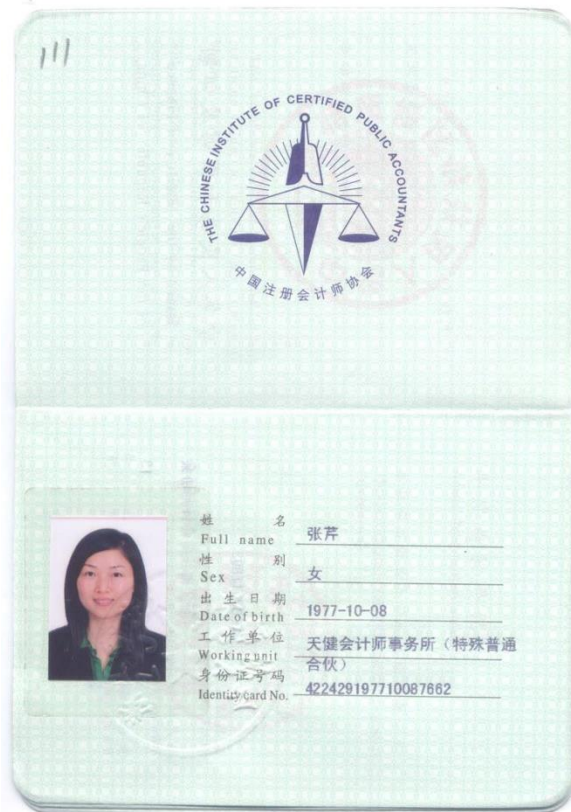 111
THE CHINESE INSTITUTE OF CERTIFIED PUBLIC ACCOUNTANTS
中国注册会计师协会
姓 名
Full name 张芹
性 别
Sex 女
出生日期
Date of birth 1977-10-08
工作单位
Working unit 天健会计师事务所（特殊普通
合伙）
身份证号码
Identity card No. 422429197710087662